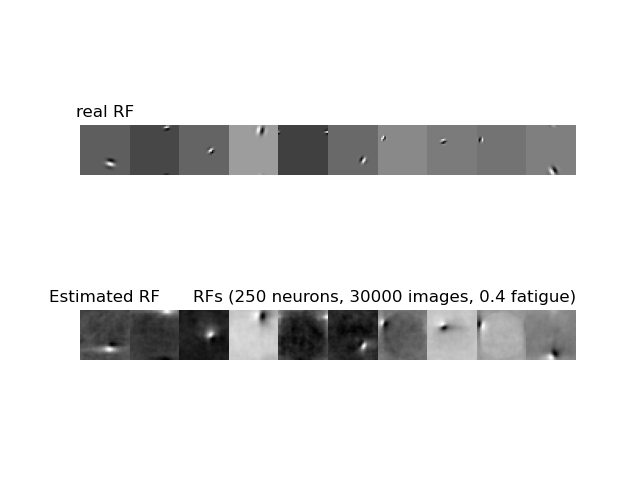 real RF
Estimated RF
RFs (250 neurons, 30000 images, 0.4 fatigue)